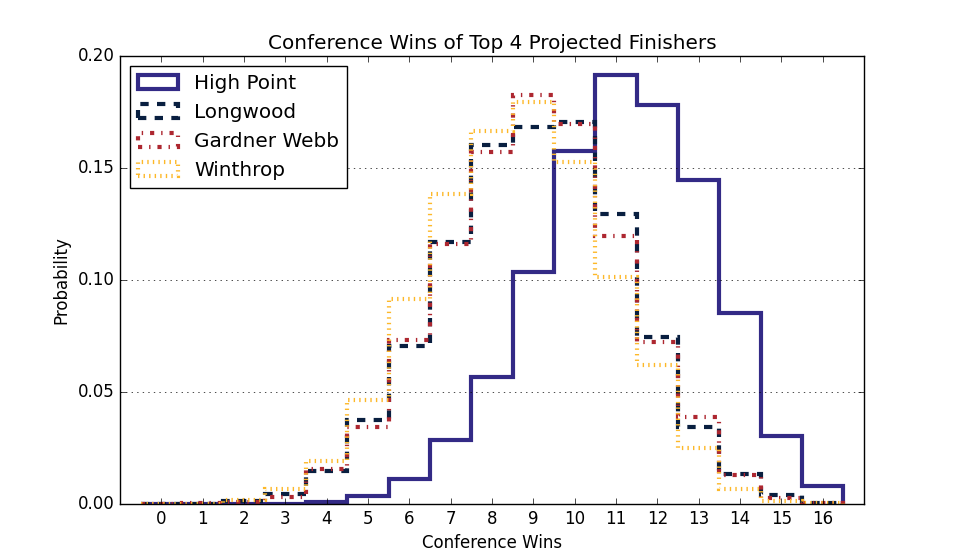 Conference Wins of Top 4 Projected Finishers
High Point
Longwood
Gardner Webb
Winthrop
Probability
0.20
0.15
0.10
0.05
0.00
0 1 2 3 4 5 6 7 8 9 10 11 12 13 14 15 16
Conference Wins